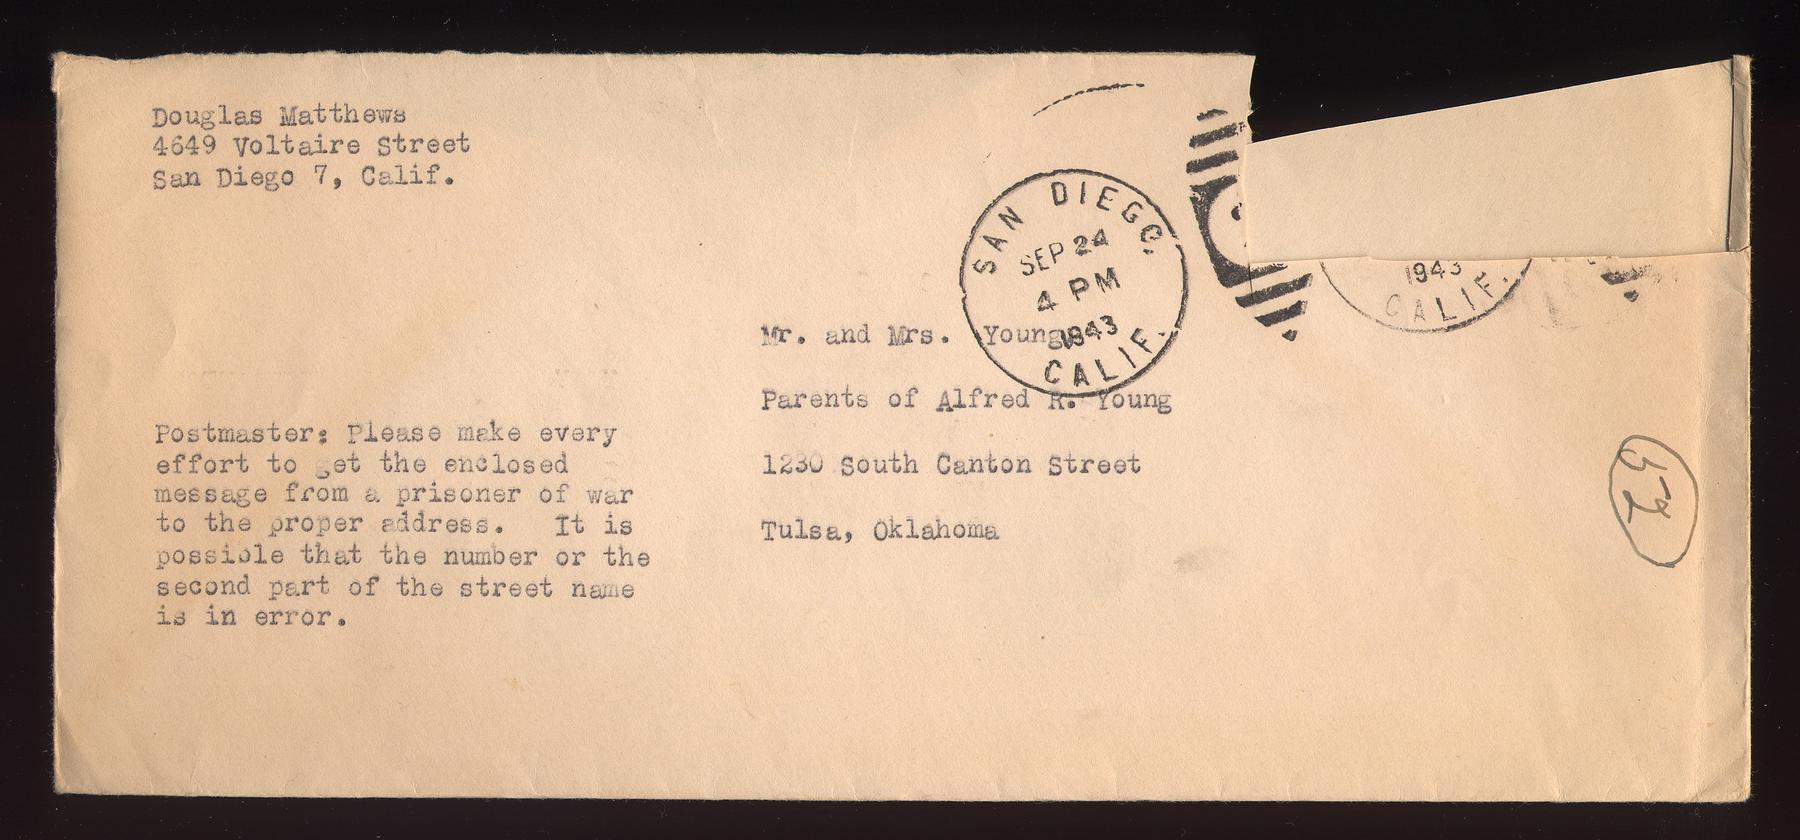 Douglas Matthews
4649 Voltaire Street
San Diego 7, Calif.
SAN DIEGO,
SEP 24
4 PM
1943
CALIF.
1943
CALIF.
Mr. and Mrs. Young
Parents of Alfred R. Young
1230 South Canton Street
Tulsa, Oklahoma
Postmaster: Please make every
effort to get the enclosed
message from a prisoner of war
to the proper address. It is
possible that the number or the
second part of the street name
is in error.